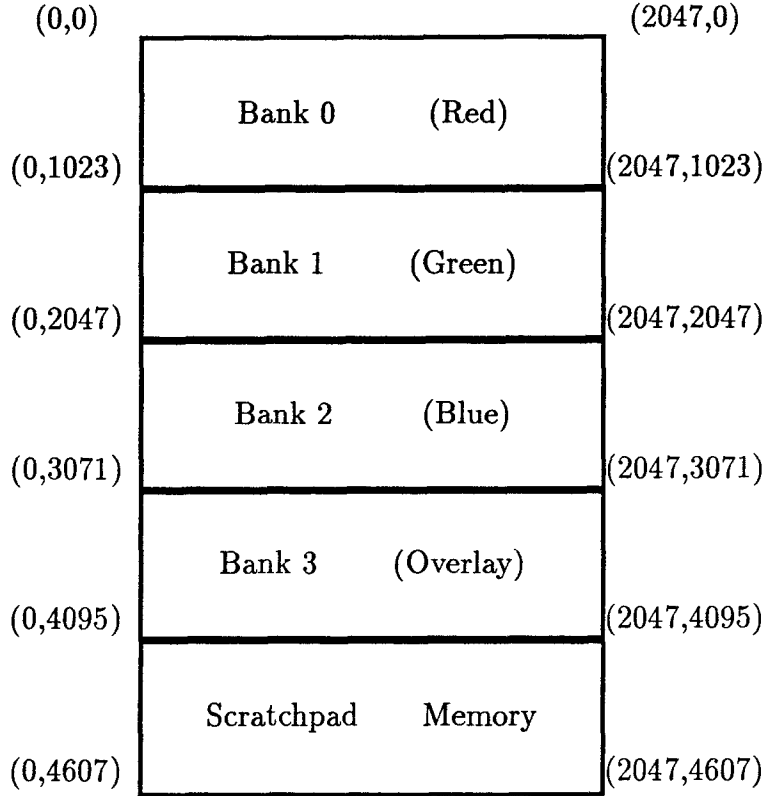 (0,0) (2047,0)
Bank 0 (Red)
(0,1023) (2047,1023)
Bank 1 (Green)
(0,2047) (2047,2047)
Bank 2 (Blue)
(0,3071) (2047,3071)
Bank 3 (Overlay)
(0,4095) (2047,4095)
Scratchpad Memory
(0,4607) (2047,4607)